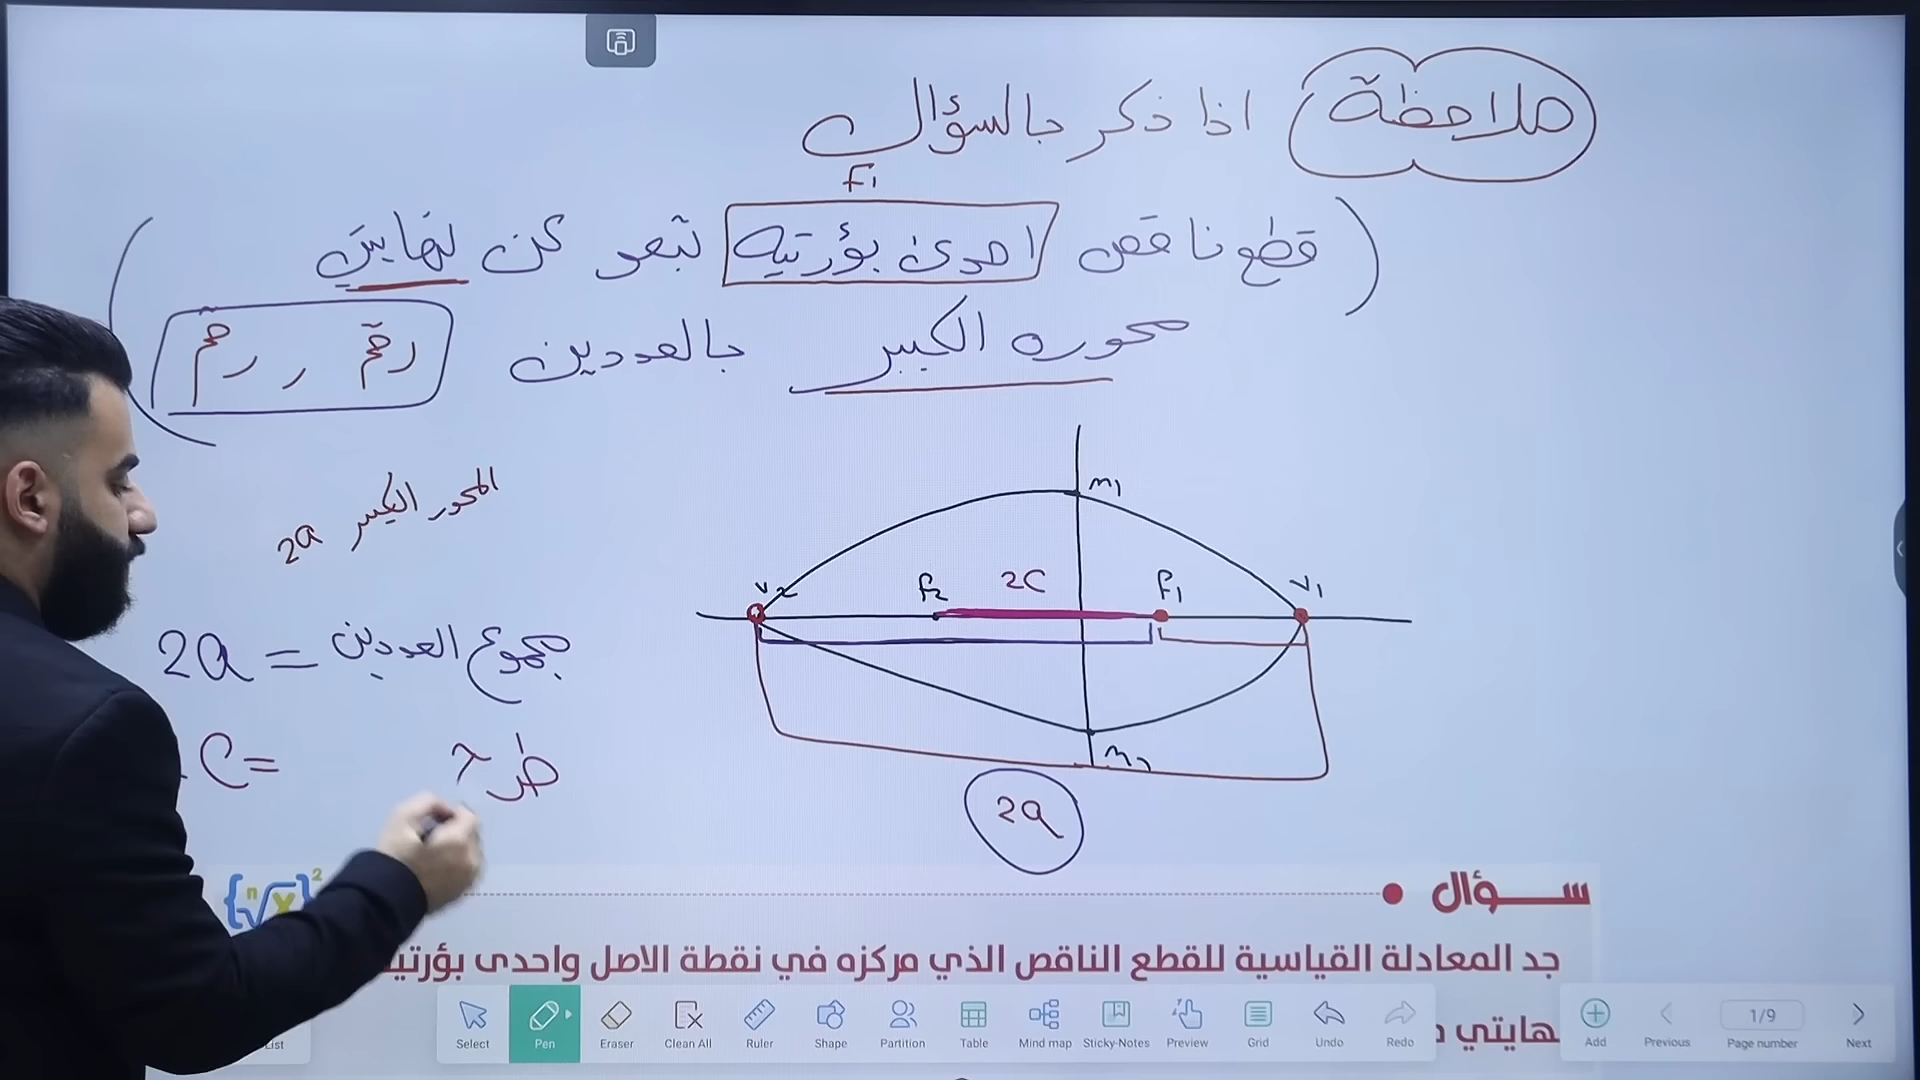 ملاحظة اذا ذكر بالسؤال
F1
قطع ناقص احدى بؤرتيه تبعد عن نهايتي
محوره الكبير بالعددين رقم , رقم
المحور الكبير 2a
m1
V2 F2 2C F1 V1
2a = مجموع العددين
C = طرح
m2
2a
سؤال
جد المعادلة القياسية للقطع الناقص الذي مركزه في نقطة الاصل واحدى بؤرتي
هايتي
Select Pen Eraser Clean All Ruler Shape Partition Table Mind map Sticky-Notes Preview Grid Undo Redo
Add Previous 1/9 Page number Next